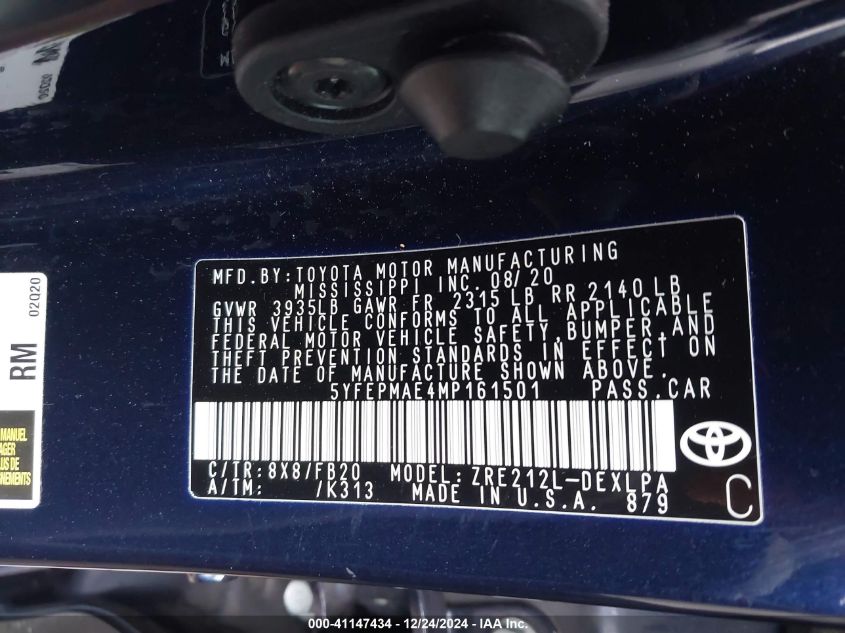 MFD.BY:TOYOTA MOTOR MANUFACTURING
MISSISSIPPI INC. 08/20
GVWR 3935LB GAWR FR 2315 LB RR 2140 LB
THIS VEHICLE CONFORMS TO ALL APPLICABLE
FEDERAL MOTOR VEHICLE SAFETY,BUMPER,AND
THEFT PREVENTION STANDARDS IN EFFECT ON
THE DATE OF MANUFACTURE SHOWN ABOVE.
5YFEPMAE4MP161501 PASS.CAR
C/TR:8X8/FB20 MODEL:ZRE212L-DEXLPA
A/TM: /K313 MADE IN U.S.A. 879
C
RM
02Q20
MANUEL
000-41147434 - 12/24/2024 - IAA Inc.